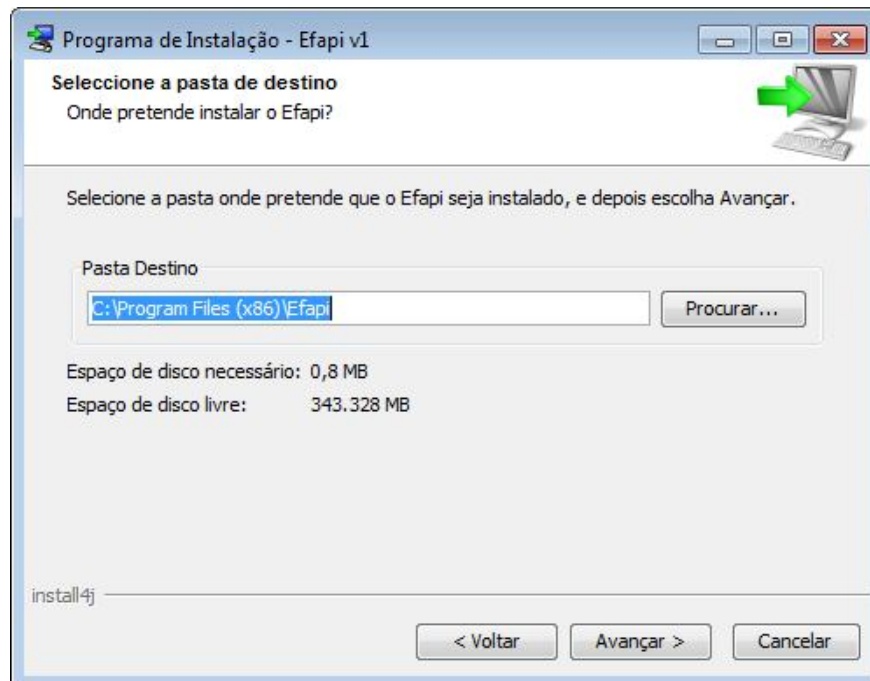 Programa de Instalação - Efapi v1
Seleccione a pasta de destino
Onde pretende instalar o Efapi?
Selecione a pasta onde pretende que o Efapi seja instalado, e depois escolha Avançar.
Pasta Destino
C:\Program Files (x86)\Efapi
Procurar...
Espaço de disco necessário: 0,8 MB
Espaço de disco livre: 343.328 MB
install4j
< Voltar Avançar > Cancelar